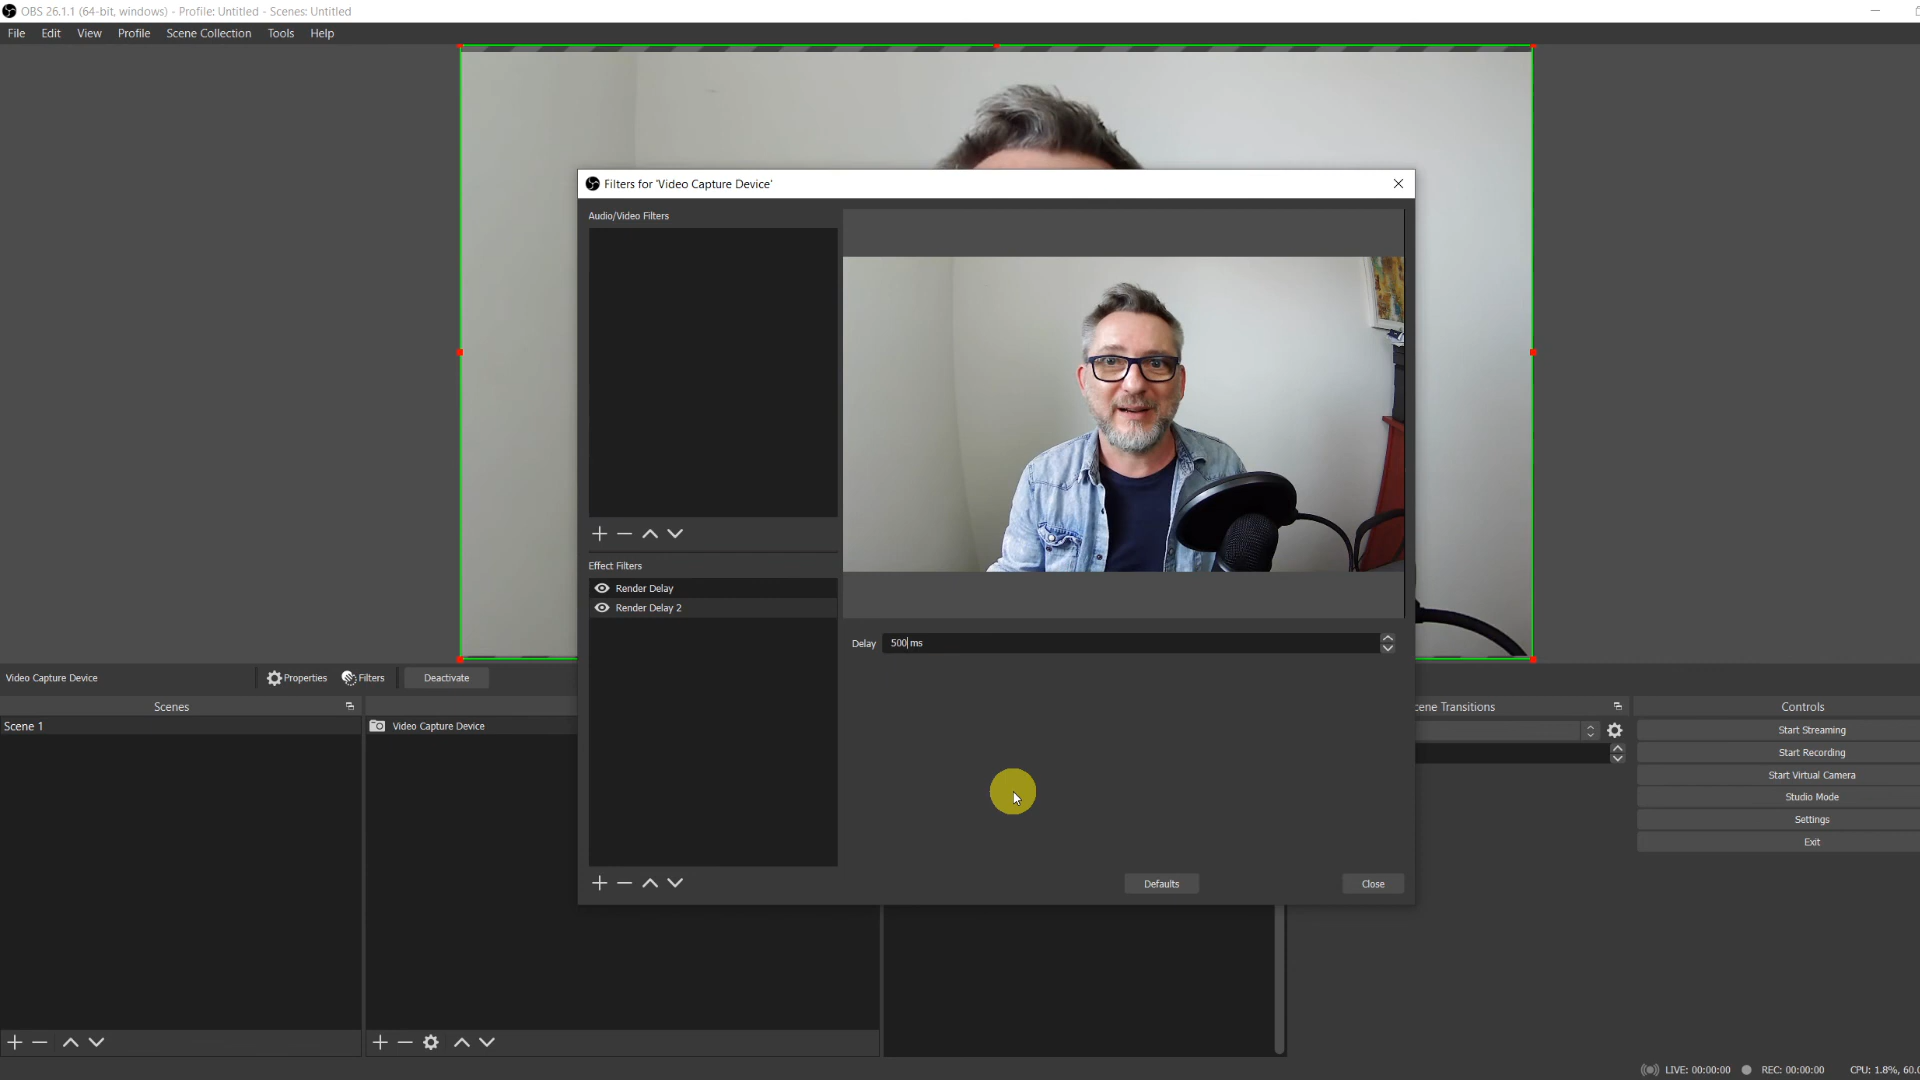 OBS 26.1.1 (64-bit, windows) - Profile: Untitled - Scenes: Untitled
File Edit View Profile Scene Collection Tools Help
Filters for 'Video Capture Device'
Audio/Video Filters
Effect Filters
Render Delay
Render Delay 2
Delay 500 ms
Defaults Close
Video Capture Device Properties Filters Deactivate
Scenes
Scene 1
Video Capture Device
cene Transitions
Controls
Start Streaming
Start Recording
Start Virtual Camera
Studio Mode
Settings
Exit
LIVE: 00:00:00 REC: 00:00:00 CPU: 1.8%, 60.0